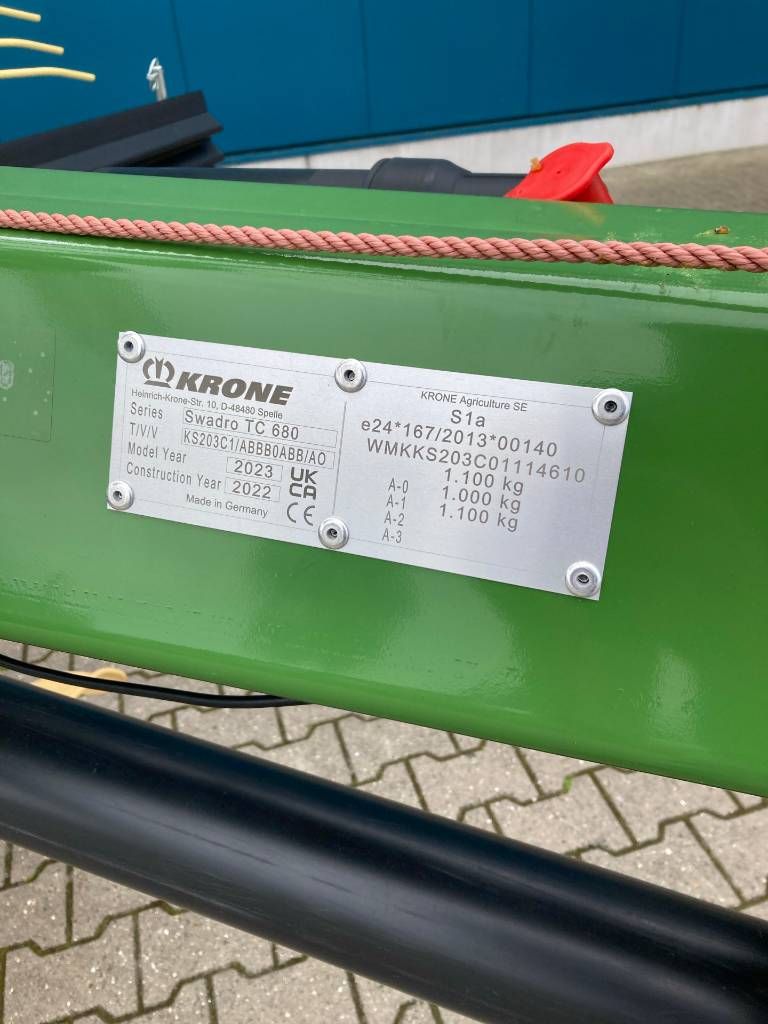 KRONE
Heinrich-Krone-Str. 10, D-48480 Spelle
Series Swadro TC 680
T/V/V KS203C1/ABBB0ABB/AO
Model Year 2023
Construction Year 2022
UK CA
Made in Germany CE
KRONE Agriculture SE
S1a
e24*167/2013*00140
WMKKS203C01114610
1.100 kg
A-0 1.000 kg
A-1 1.100 kg
A-2
A-3